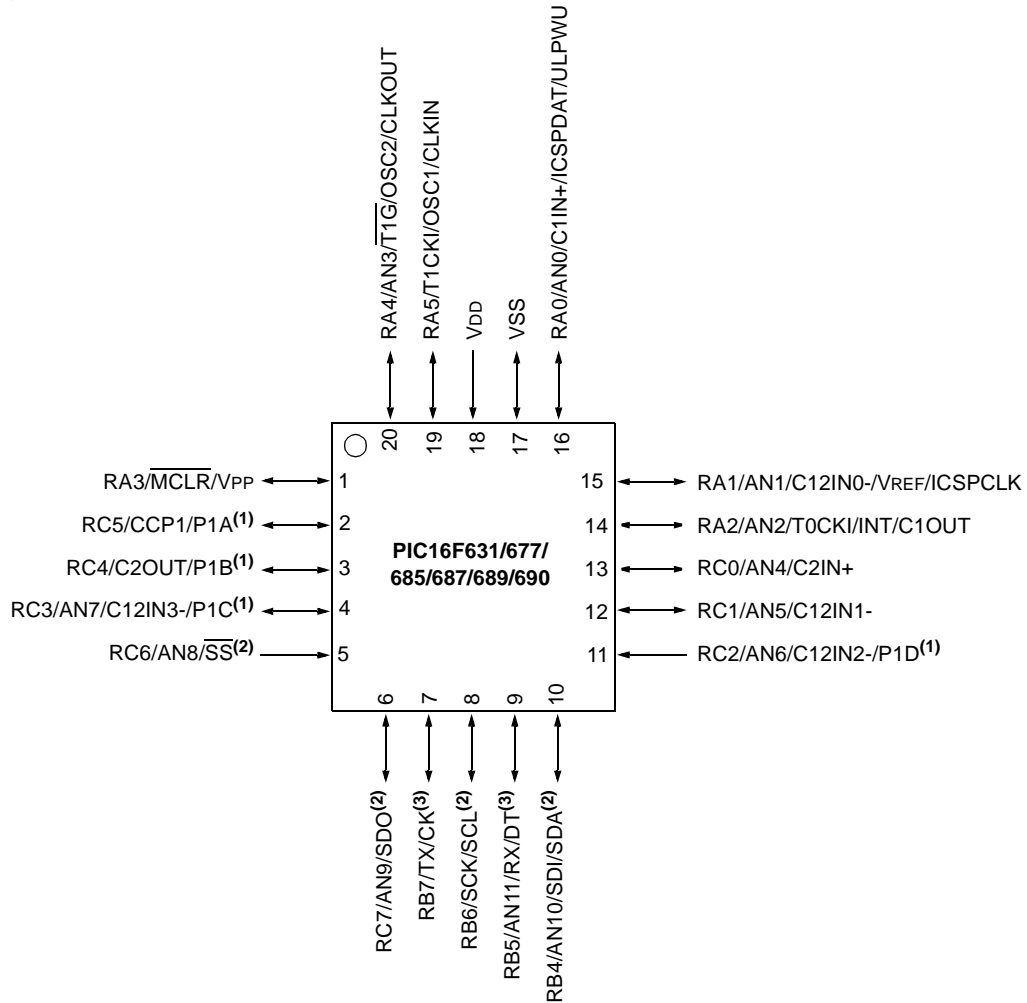 RA4/AN3/T1G/OSC2/CLKOUT
RA5/T1CKI/OSC1/CLKIN
VDD
VSS
RA0/AN0/C1IN+/ICSPDAT/ULPWU
20
19
18
17
16
RA3/MCLR/VPP
1
RC5/CCP1/P1A(1)
2
RC4/C2OUT/P1B(1)
3
RC3/AN7/C12IN3-/P1C(1)
4
RC6/AN8/SS(2)
5
PIC16F631/677/
685/687/689/690
15
RA1/AN1/C12IN0-/VREF/ICSPCLK
14
RA2/AN2/T0CKI/INT/C1OUT
13
RC0/AN4/C2IN+
12
RC1/AN5/C12IN1-
11
RC2/AN6/C12IN2-/P1D(1)
6
7
8
9
10
RC7/AN9/SDO(2)
RB7/TX/CK(3)
RB6/SCK/SCL(2)
RB5/AN11/RX/DT(3)
RB4/AN10/SDI/SDA(2)